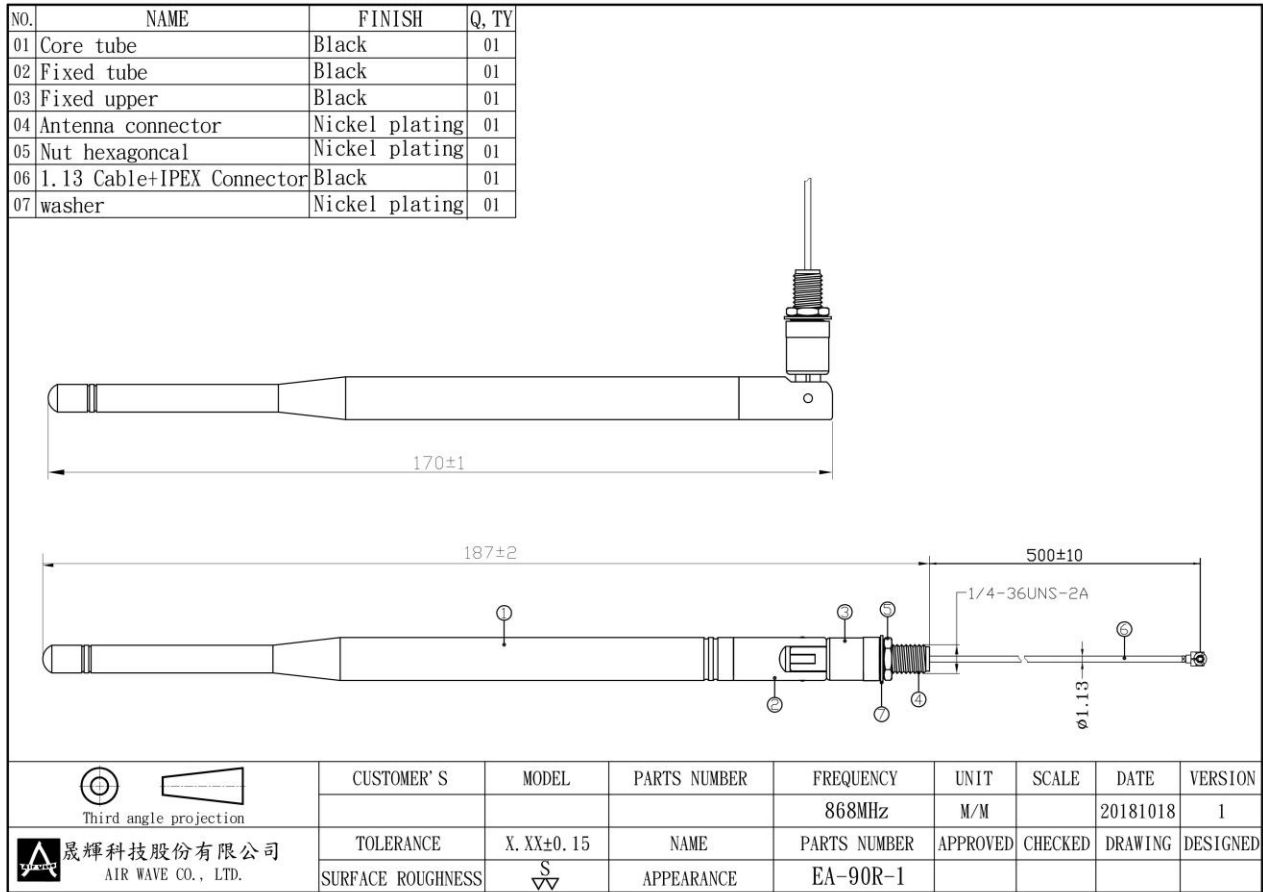 NO. NAME FINISH Q, TY
01 Core tube Black 01
02 Fixed tube Black 01
03 Fixed upper Black 01
04 Antenna connector Nickel plating 01
05 Nut hexagoncal Nickel plating 01
06 1.13 Cable+IPEX Connector Black 01
07 washer Nickel plating 01
170±1
187±2
500±10
1/4-36UNS-2A
①
③
⑤
⑥
②
⑦
④
ø1.13
Third angle projection
CUSTOMER'S MODEL PARTS NUMBER FREQUENCY UNIT SCALE DATE VERSION
868MHz M/M 20181018 1
晟輝科技股份有限公司
AIR WAVE CO., LTD.
TOLERANCE X.XX±0.15 NAME PARTS NUMBER APPROVED CHECKED DRAWING DESIGNED
SURFACE ROUGHNESS S APPEARANCE EA-90R-1